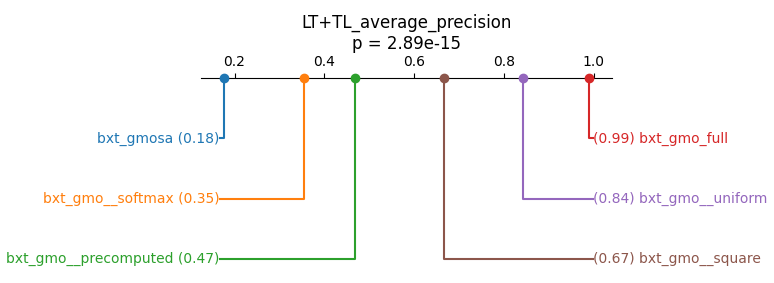 LT+TL_average_precision
p = 2.89e-15
0.2 0.4 0.6 0.8 1.0
bxt_gmosa (0.18) (0.99) bxt_gmo_full
bxt_gmo__softmax (0.35) (0.84) bxt_gmo__uniform
bxt_gmo__precomputed (0.47) (0.67) bxt_gmo__square